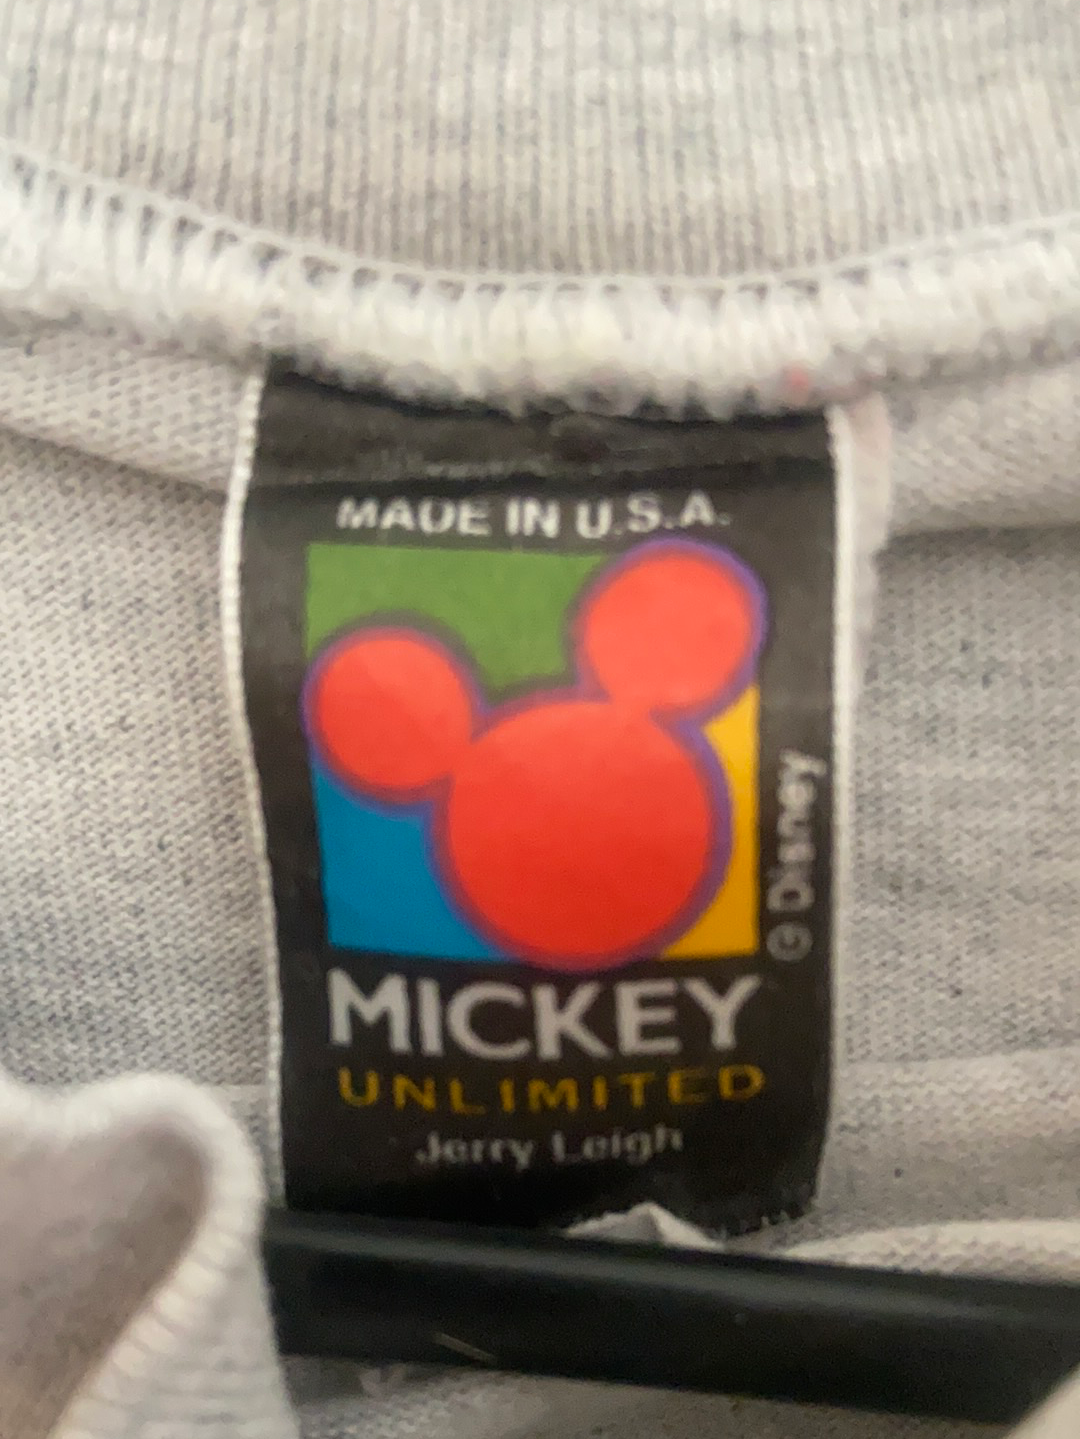 MADE IN U.S.A.
© Disney
MICKEY
UNLIMITED
Jerry Leigh